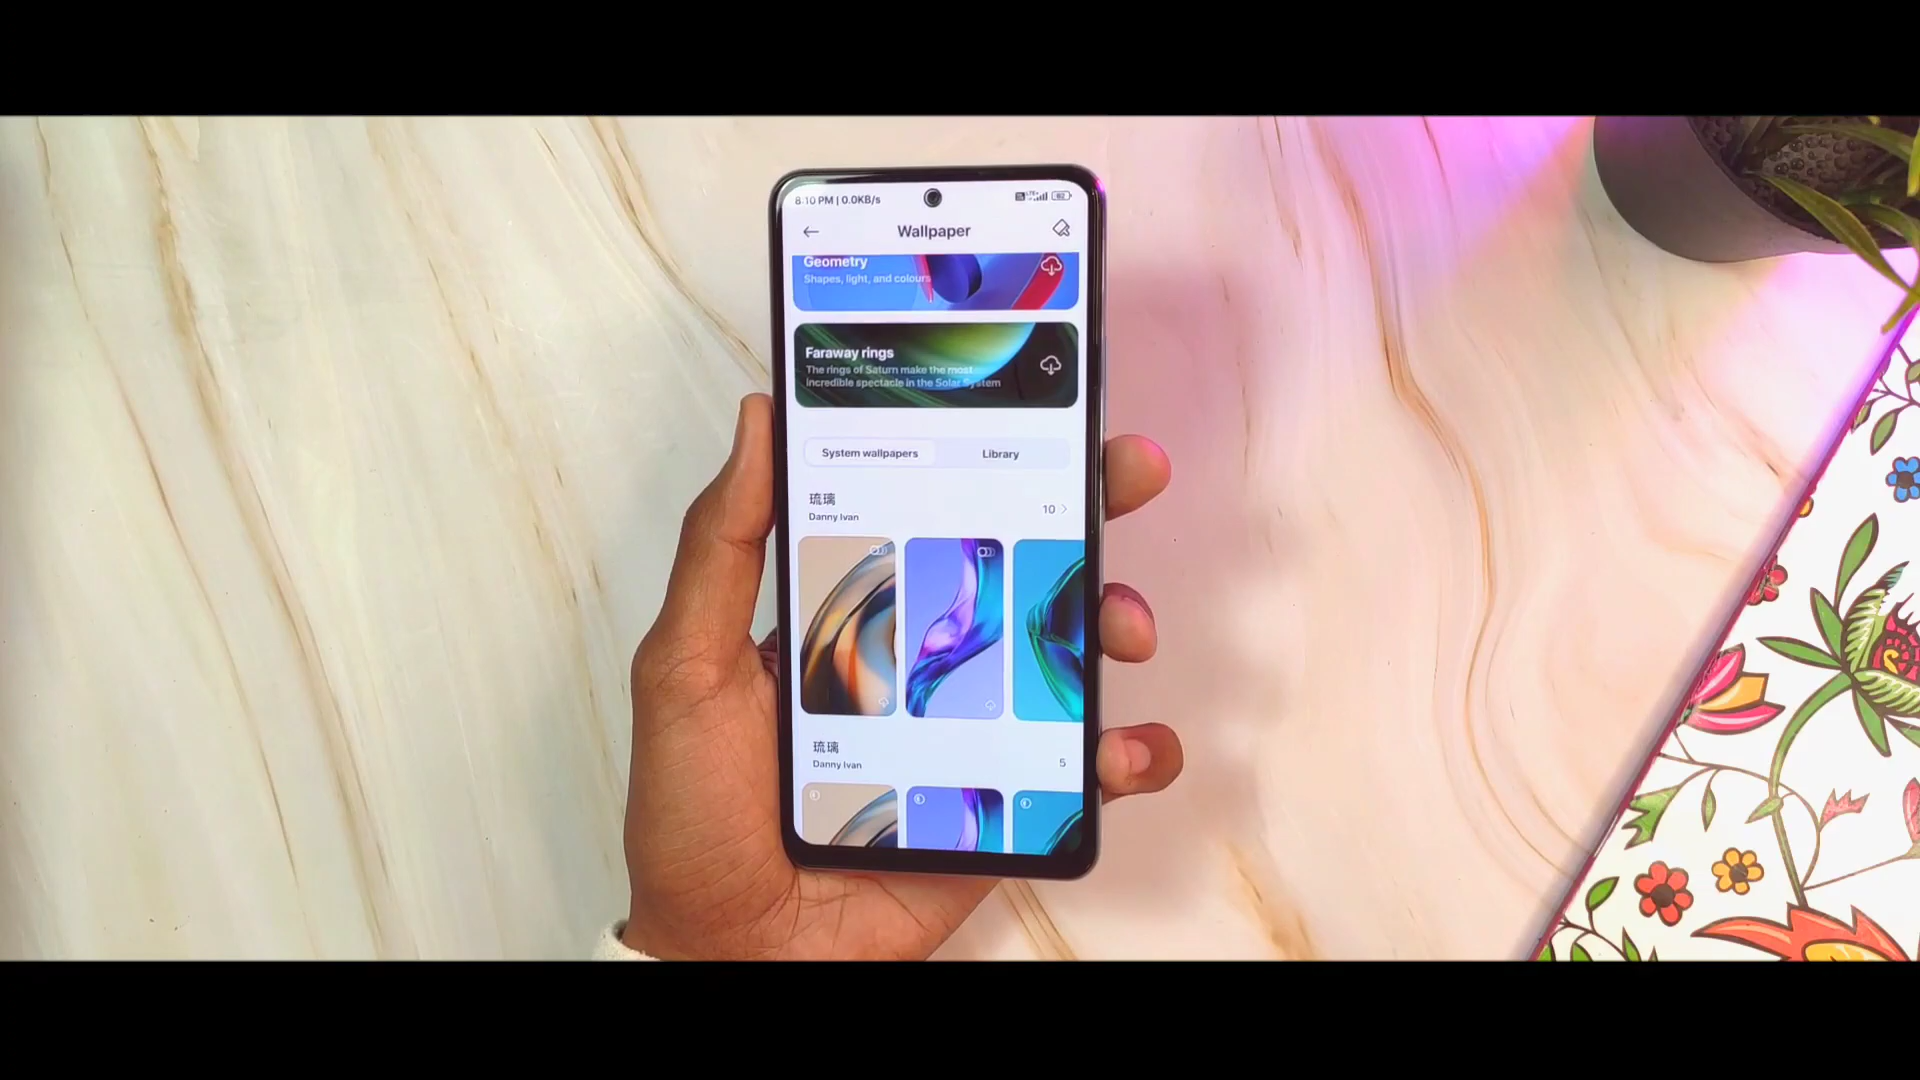 8:10 PM | 0.0KB/s
Wallpaper
Geometry
Shapes, light, and colours
Faraway rings
The rings of Saturn make the most
incredible spectacle in the Solar System
System wallpapers
Library
琉璃
Danny Ivan
10
琉璃
Danny Ivan
5